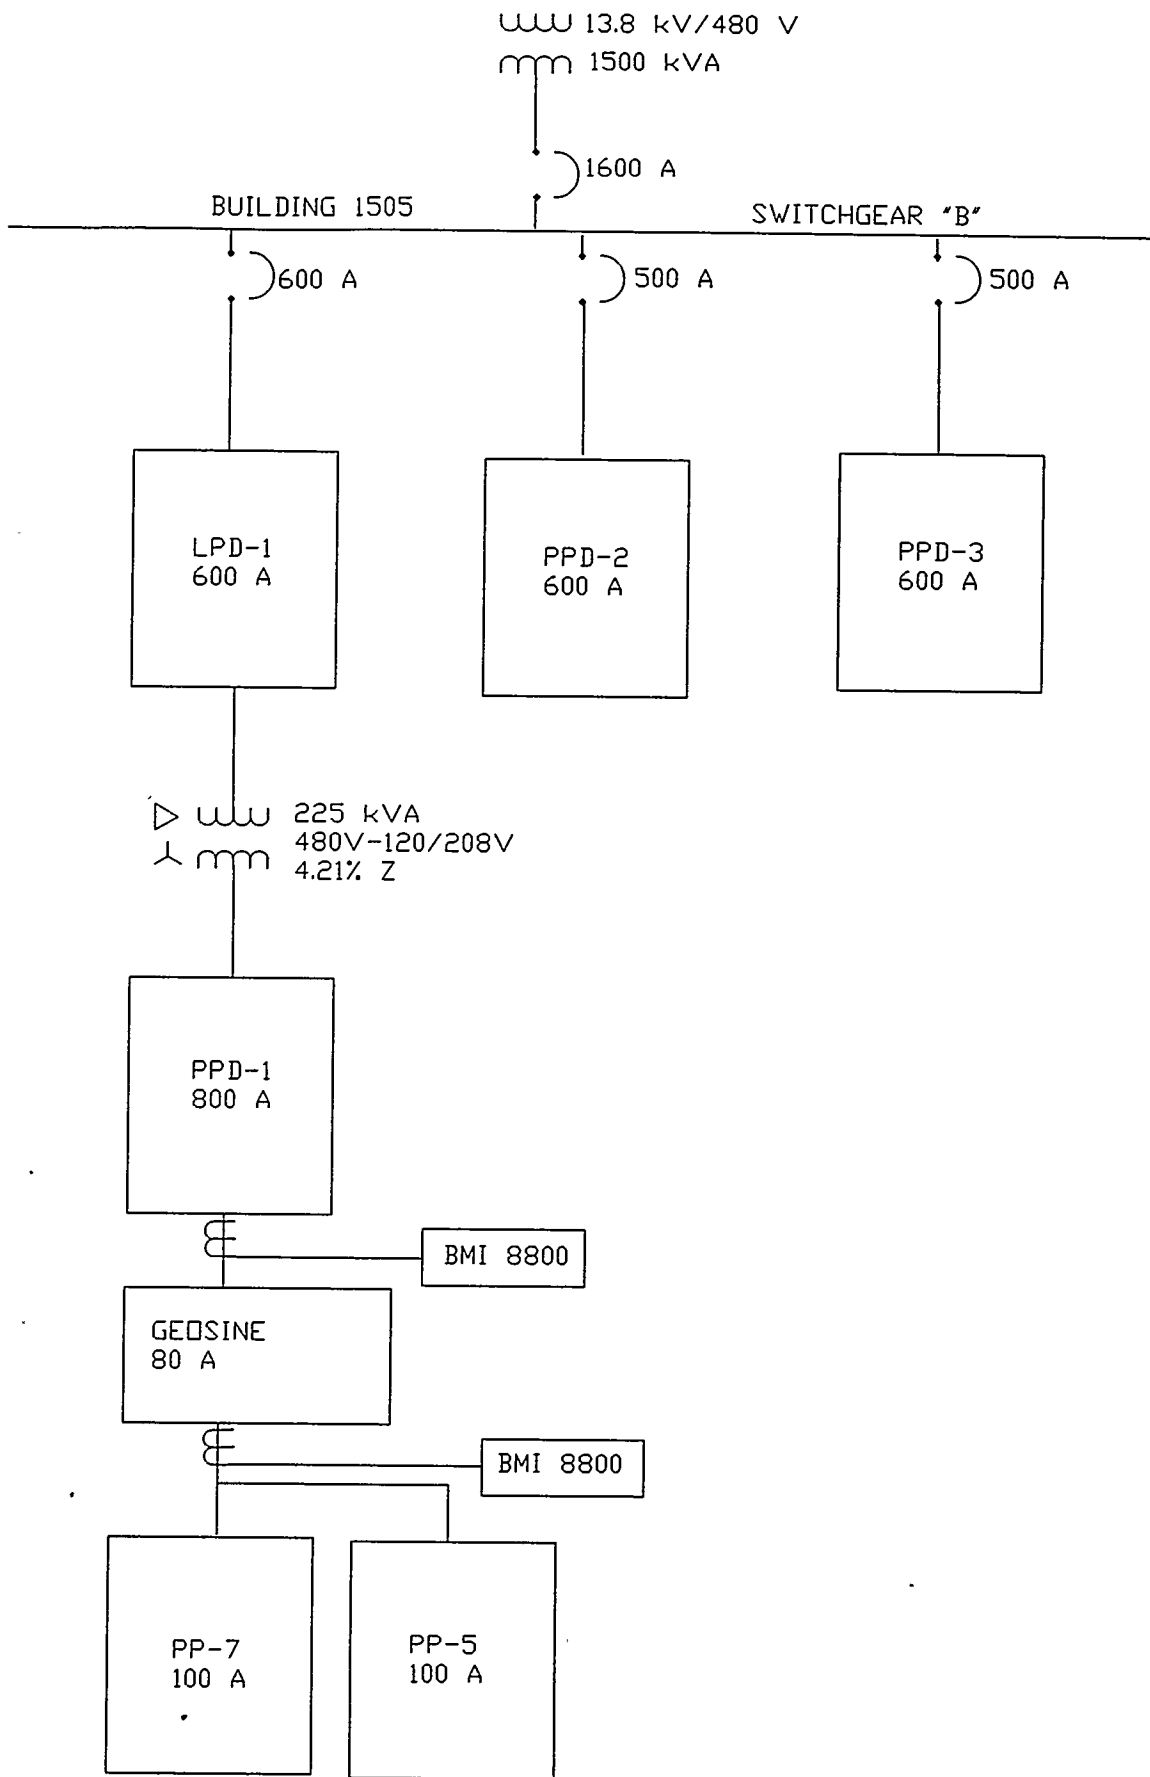 13.8 kV/480 V
1500 kVA
1600 A
BUILDING 1505
SWITCHGEAR "B"
600 A
500 A
500 A
LPD-1
600 A
PPD-2
600 A
PPD-3
600 A
225 kVA
480V-120/208V
4.21% Z
PPD-1
800 A
BMI 8800
GEOSINE
80 A
BMI 8800
PP-7
100 A
PP-5
100 A